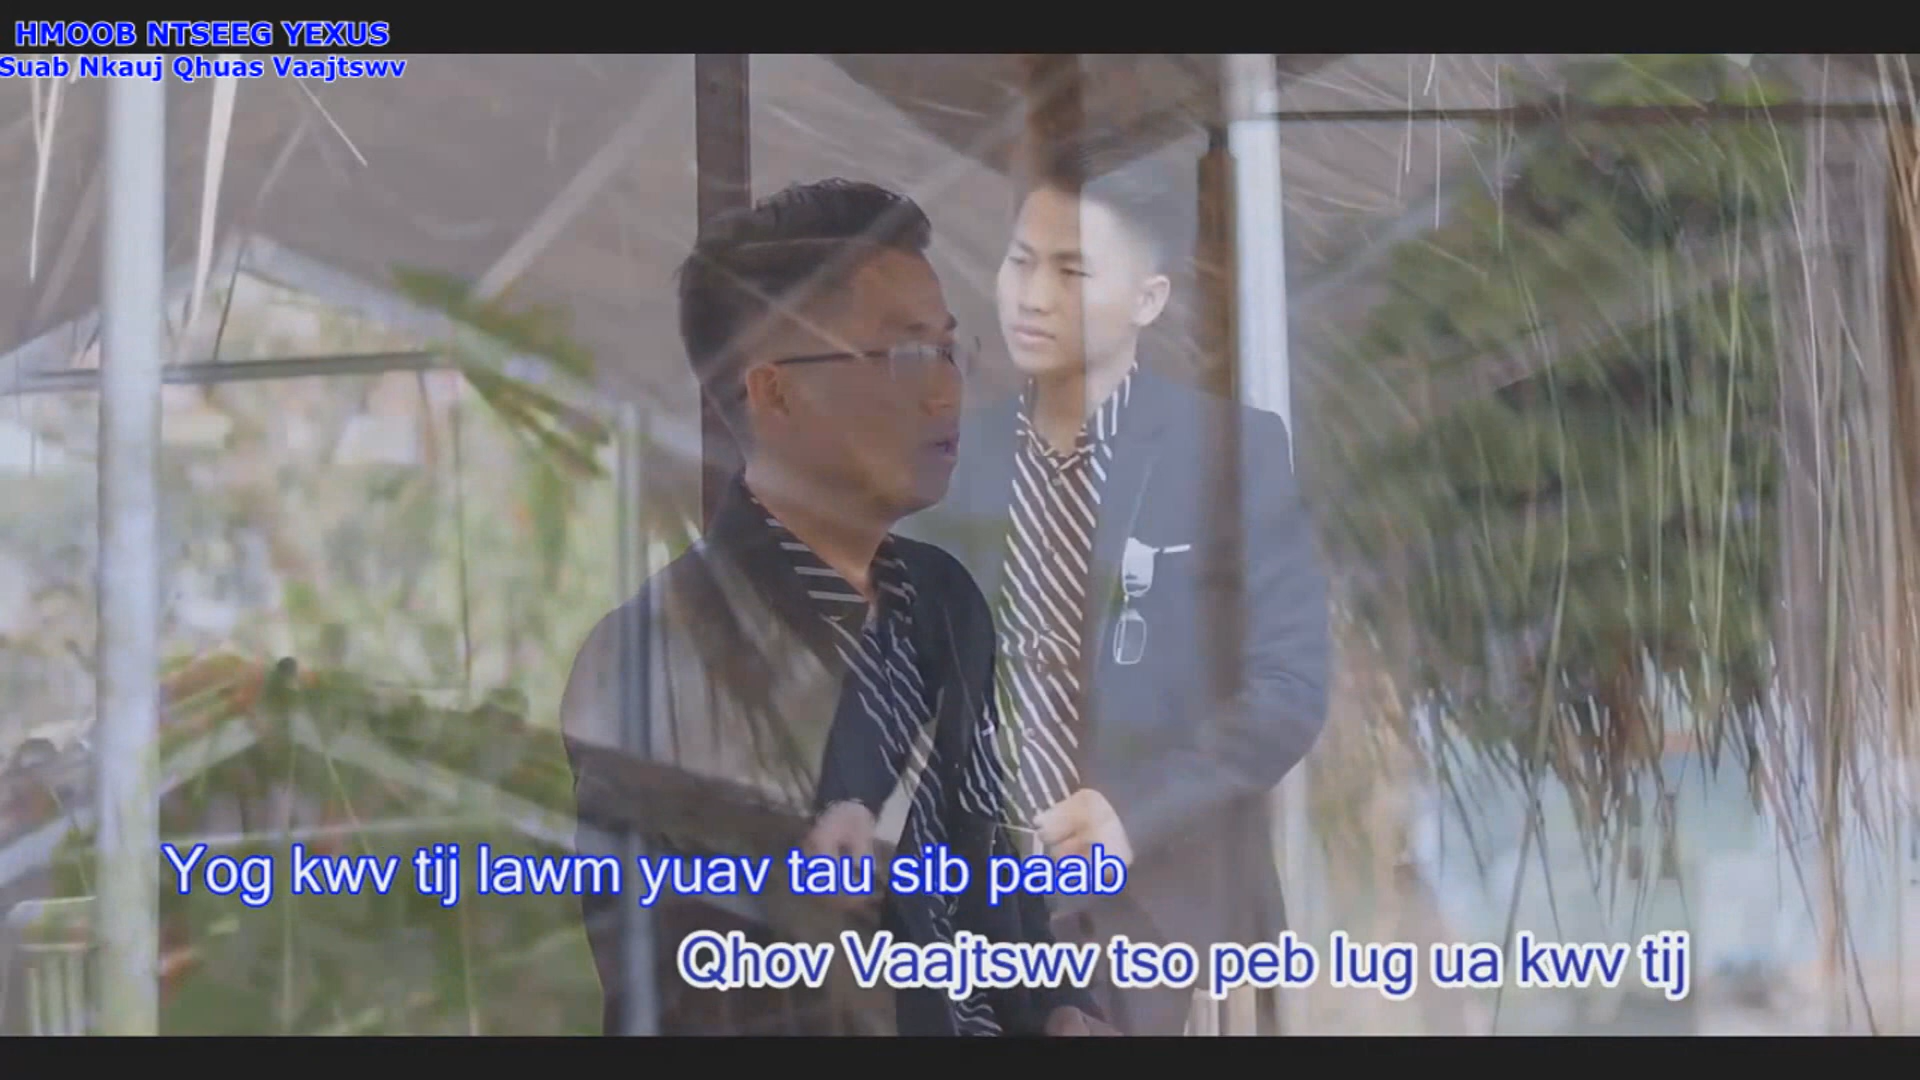 HMOOB NTSEEG YEXUS
Suab Nkauj Qhuas Vaajtswv
Yog kwv tij lawm yuav tau sib paab
Qhov Vaajtswv tso peb lug ua kwv tij